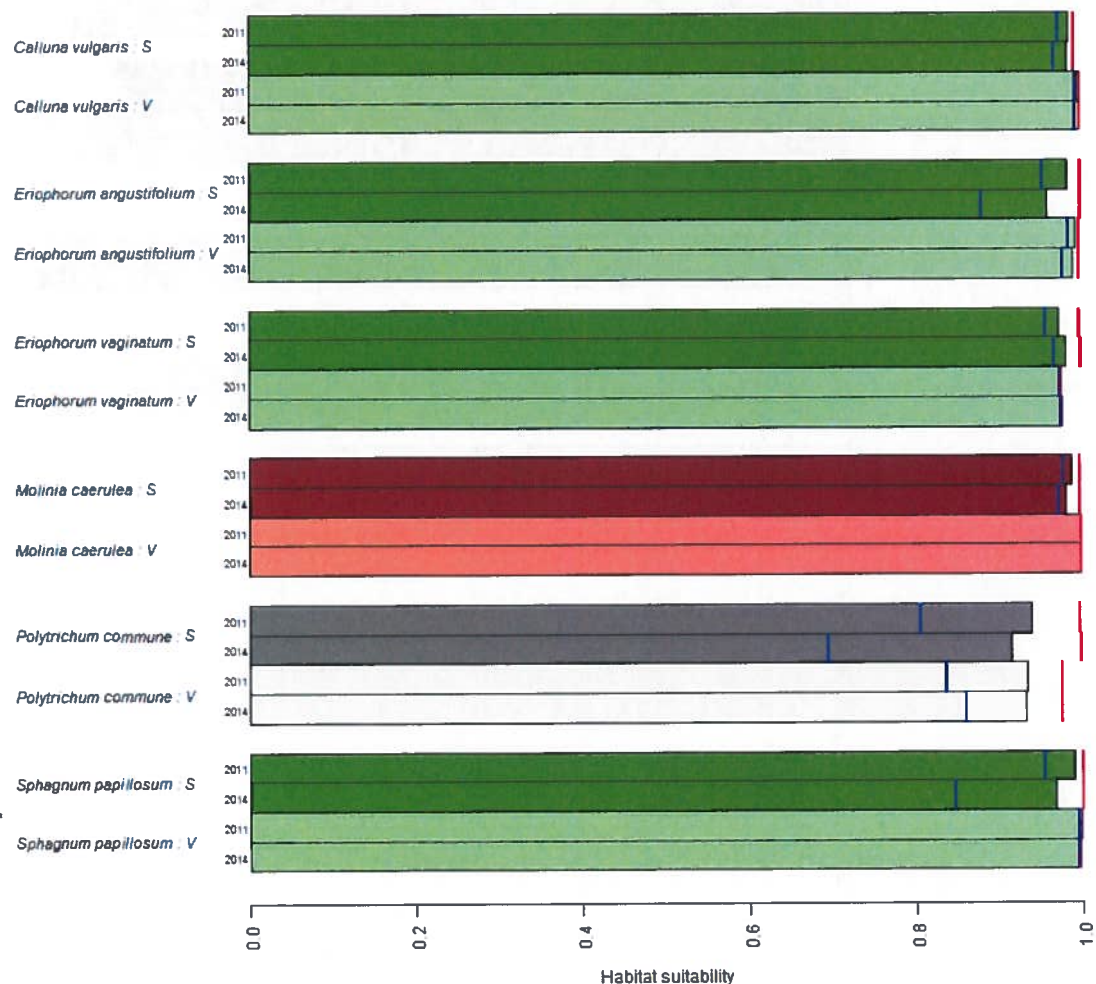 2011
Calluna vulgaris : S
2014
2011
Calluna vulgaris : V
2014
2011
Eriophorum angustifolium : S
2014
2011
Eriophorum angustifolium : V
2014
2011
Eriophorum vaginatum : S
2014
2011
Eriophorum vaginatum : V
2014
2011
Molinia caerulea : S
2014
2011
Molinia caerulea : V
2014
2011
Polytrichum commune : S
2014
2011
Polytrichum commune : V
2014
2011
Sphagnum papillosum : S
2014
2011
Sphagnum papillosum : V
2014
0.0 0.2 0.4 0.6 0.8 1.0
Habitat suitability